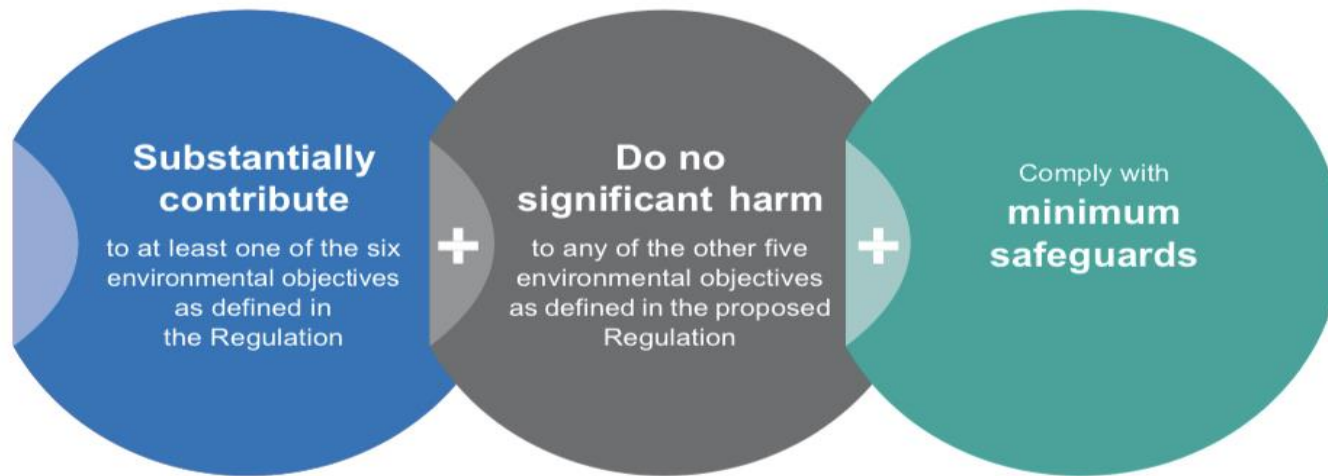 Substantially
contribute
to at least one of the six
environmental objectives
as defined in
the Regulation
+
Do no
significant harm
to any of the other five
environmental objectives
as defined in the proposed
Regulation
+
Comply with
minimum
safeguards